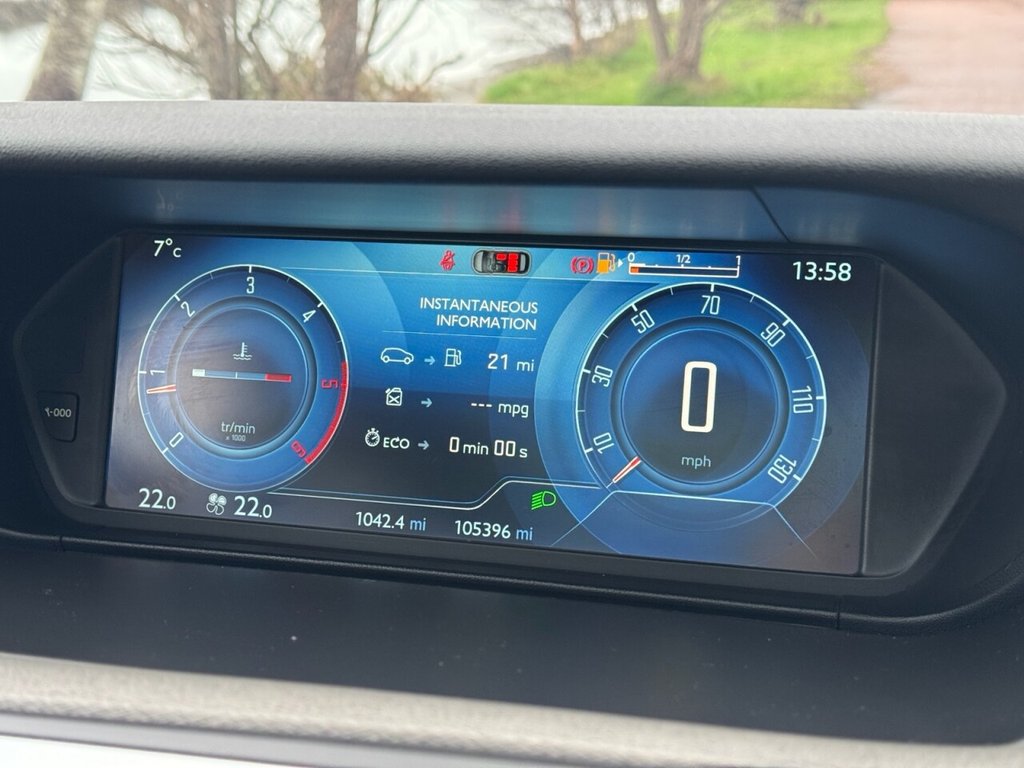 7°C
0 1/2 1
13:58
0 1 2 3 4 5 6
tr/min
x 1000
INSTANTANEOUS
INFORMATION
21 mi
--- mpg
ECO 0 min 00 s
10 30 50 70 90 110 130
0
mph
1-000
22.0 22.0
1042.4 mi 105396 mi